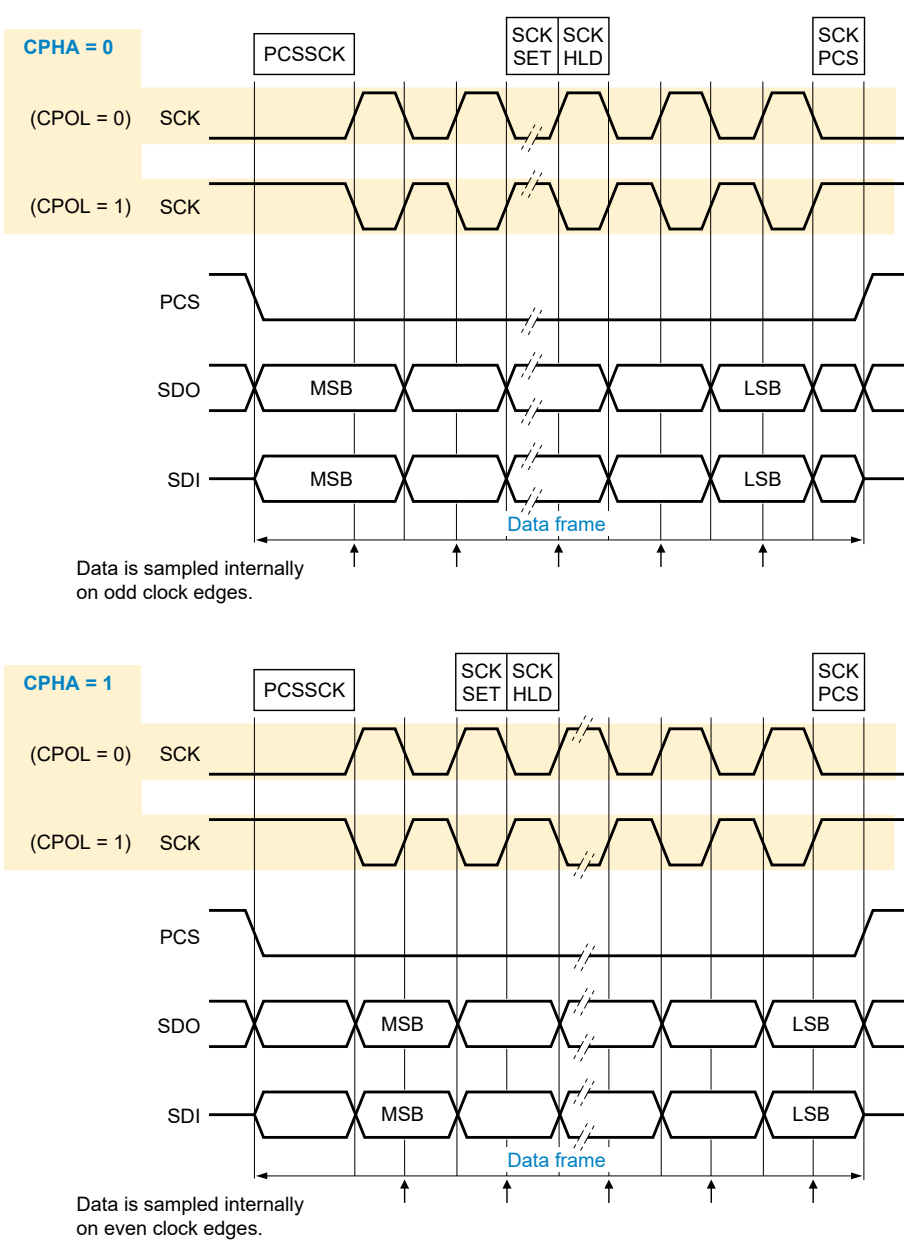 CPHA = 0
PCSSCK
SCK SCK
SET HLD
SCK
PCS
(CPOL = 0) SCK
(CPOL = 1) SCK
PCS
SDO MSB LSB
SDI MSB LSB
Data frame
Data is sampled internally
on odd clock edges.
CPHA = 1
PCSSCK
SCK SCK
SET HLD
SCK
PCS
(CPOL = 0) SCK
(CPOL = 1) SCK
PCS
SDO MSB LSB
SDI MSB LSB
Data frame
Data is sampled internally
on even clock edges.